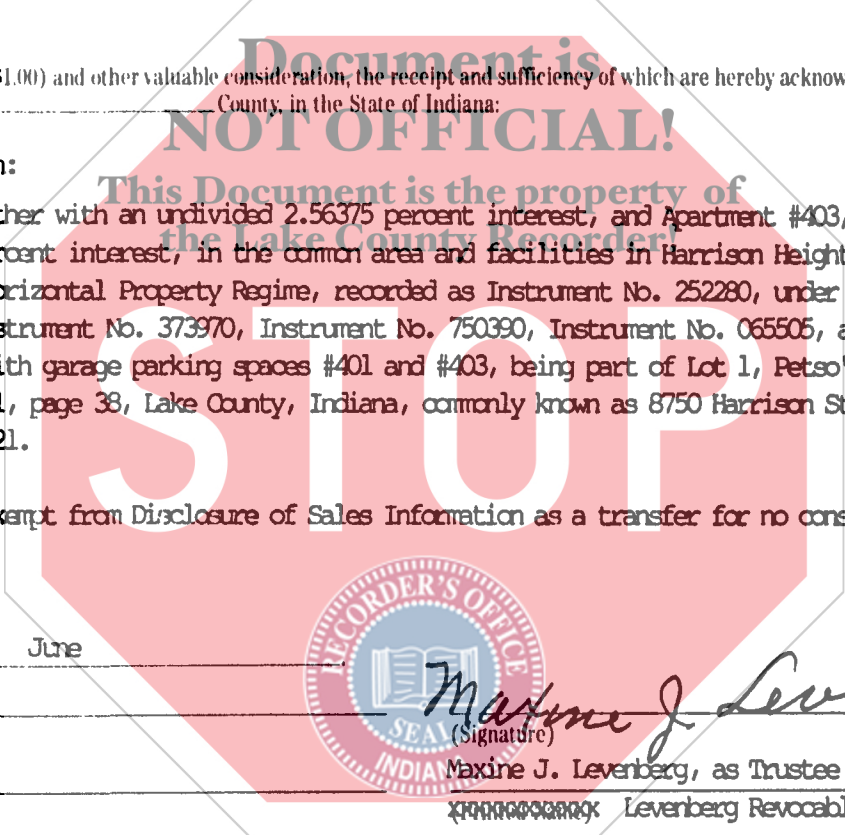 Document is
$1.00) and other valuable consideration, the receipt and sufficiency of which are hereby acknow
County, in the State of Indiana:
NOT OFFICIAL!
n:
This Document is the property of
ther with an undivided 2.56375 percent interest, and Apartment #403,
the Lake County Recorder!
rcent interest, in the common area and facilities in Harrison Height
orizontal Property Regime, recorded as Instrument No. 252280, under
strument No. 373970, Instrument No. 750390, Instrument No. 065505, a
ith garage parking spaces #401 and #403, being part of Lot 1, Petso'
1, page 38, Lake County, Indiana, commonly known as 8750 Harrison St
21.
STOP
xempt from Disclosure of Sales Information as a transfer for no cons
RECORDER'S OFFICE
June
Maxine J. Lev
SEAL
(Signature)
INDIANA
Maxine J. Levenberg, as Trustee
Levenberg Revocabl